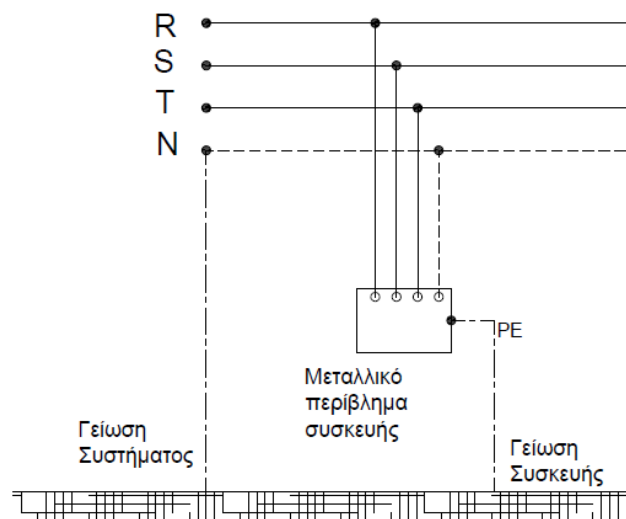 R
S
T
N
PE
Μεταλλικό
περίβλημα
συσκευής
Γείωση
Συστήματος
Γείωση
Συσκευής